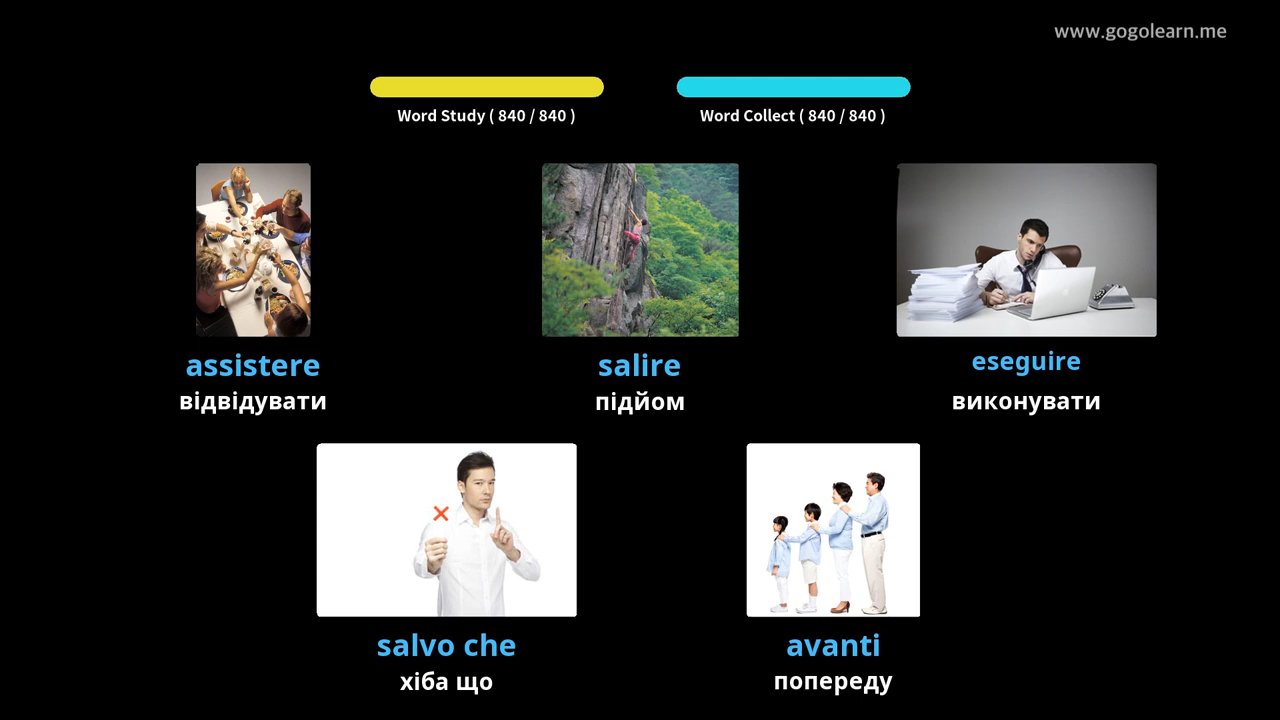 www.gogolearn.me
Word Study ( 840 / 840 )
Word Collect ( 840 / 840 )
assistere
відвідувати
salire
підйом
eseguire
виконувати
salvo che
хіба що
avanti
попереду